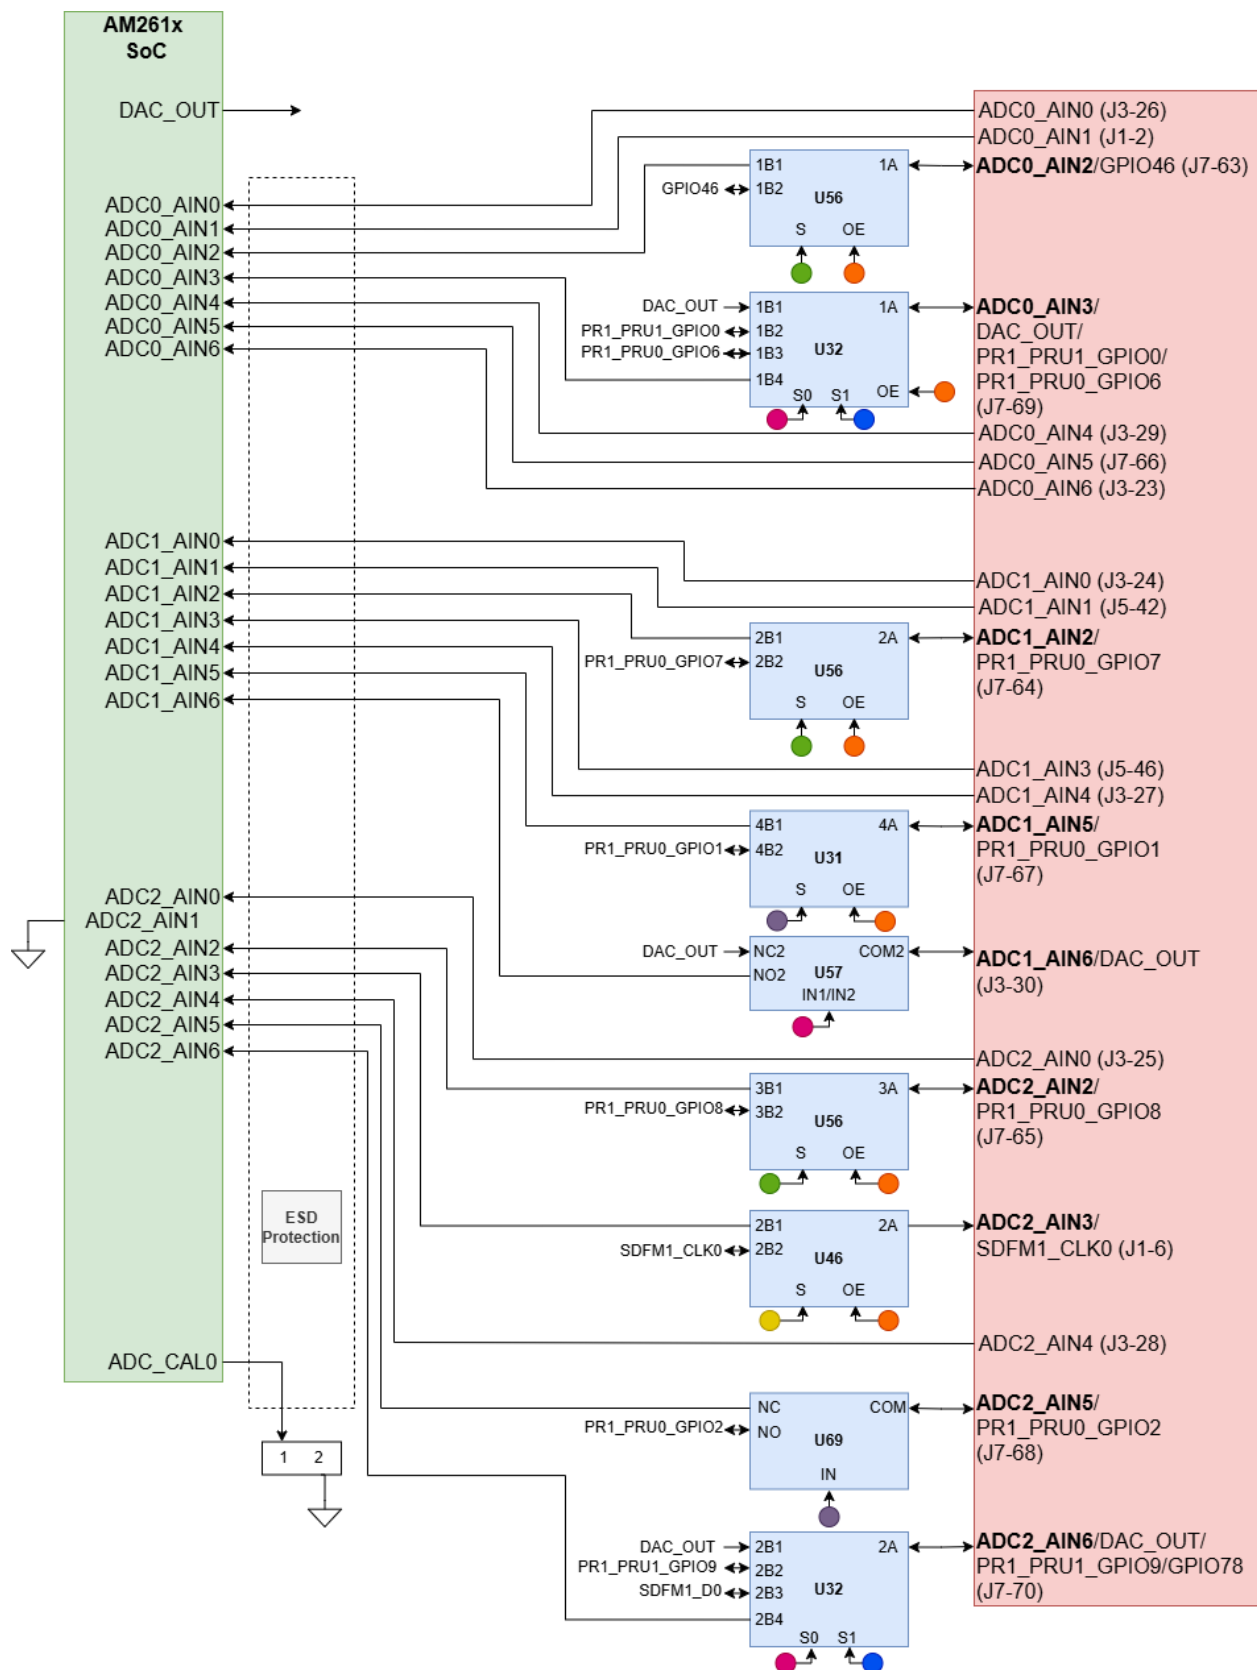 AM261x
SoC
DAC_OUT
ADC0_AIN0
ADC0_AIN1
ADC0_AIN2
ADC0_AIN3
ADC0_AIN4
ADC0_AIN5
ADC0_AIN6
ADC1_AIN0
ADC1_AIN1
ADC1_AIN2
ADC1_AIN3
ADC1_AIN4
ADC1_AIN5
ADC1_AIN6
ADC2_AIN0
ADC2_AIN1
ADC2_AIN2
ADC2_AIN3
ADC2_AIN4
ADC2_AIN5
ADC2_AIN6
ADC_CAL0
ESD
Protection
1 2
GPIO46
1B1 1A
1B2
U56
S OE
DAC_OUT
PR1_PRU1_GPIO0
PR1_PRU0_GPIO6
1B1 1A
1B2
1B3
U32
1B4
S0 S1 OE
PR1_PRU0_GPIO7
2B1 2A
2B2
U56
S OE
PR1_PRU0_GPIO1
4B1 4A
4B2
U31
S OE
DAC_OUT
NC2 COM2
NO2
U57
IN1/IN2
PR1_PRU0_GPIO8
3B1 3A
3B2
U56
S OE
SDFM1_CLK0
2B1 2A
2B2
U46
S OE
PR1_PRU0_GPIO2
NC COM
NO
U69
IN
DAC_OUT
PR1_PRU1_GPIO9
SDFM1_D0
2B1 2A
2B2
2B3
U32
2B4
S0 S1
ADC0_AIN0 (J3-26)
ADC0_AIN1 (J1-2)
ADC0_AIN2/GPIO46 (J7-63)
ADC0_AIN3/
DAC_OUT/
PR1_PRU1_GPIO0/
PR1_PRU0_GPIO6
(J7-69)
ADC0_AIN4 (J3-29)
ADC0_AIN5 (J7-66)
ADC0_AIN6 (J3-23)
ADC1_AIN0 (J3-24)
ADC1_AIN1 (J5-42)
ADC1_AIN2/
PR1_PRU0_GPIO7
(J7-64)
ADC1_AIN3 (J5-46)
ADC1_AIN4 (J3-27)
ADC1_AIN5/
PR1_PRU0_GPIO1
(J7-67)
ADC1_AIN6/DAC_OUT
(J3-30)
ADC2_AIN0 (J3-25)
ADC2_AIN2/
PR1_PRU0_GPIO8
(J7-65)
ADC2_AIN3/
SDFM1_CLK0 (J1-6)
ADC2_AIN4 (J3-28)
ADC2_AIN5/
PR1_PRU0_GPIO2
(J7-68)
ADC2_AIN6/DAC_OUT/
PR1_PRU1_GPIO9/GPIO78
(J7-70)